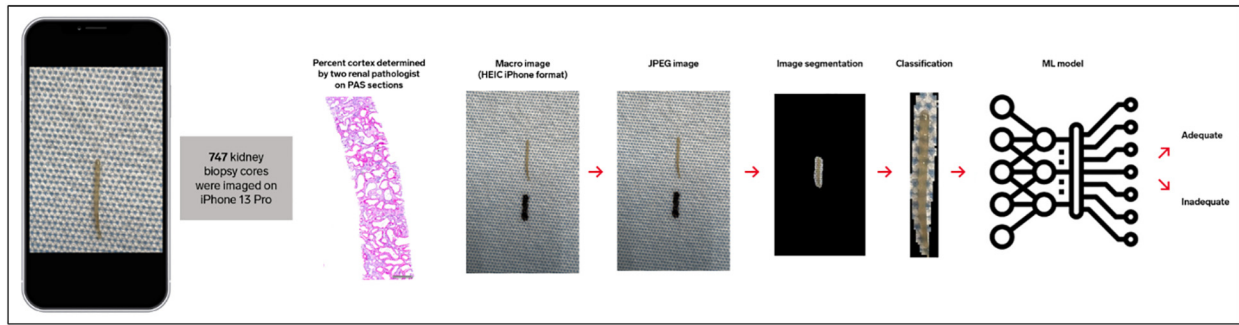 747 kidney
biopsy cores
were imaged on
iPhone 13 Pro
Percent cortex determined
by two renal pathologist
on PAS sections
Macro image
(HEIC iPhone format)
JPEG image
Image segmentation
Classification
ML model
Adequate
Inadequate